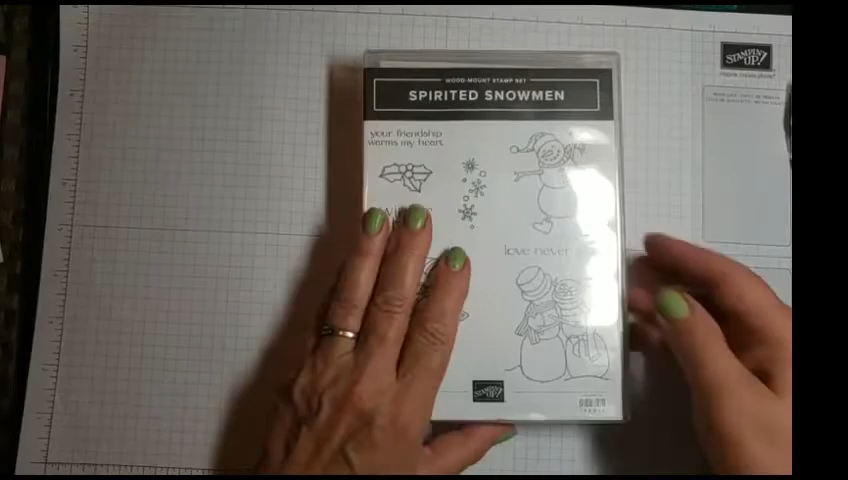 STAMPIN' UP!
WOOD-MOUNT STAMP SET
SPIRITED SNOWMEN
your friendship
warms my heart
love never
STAMPIN' UP!